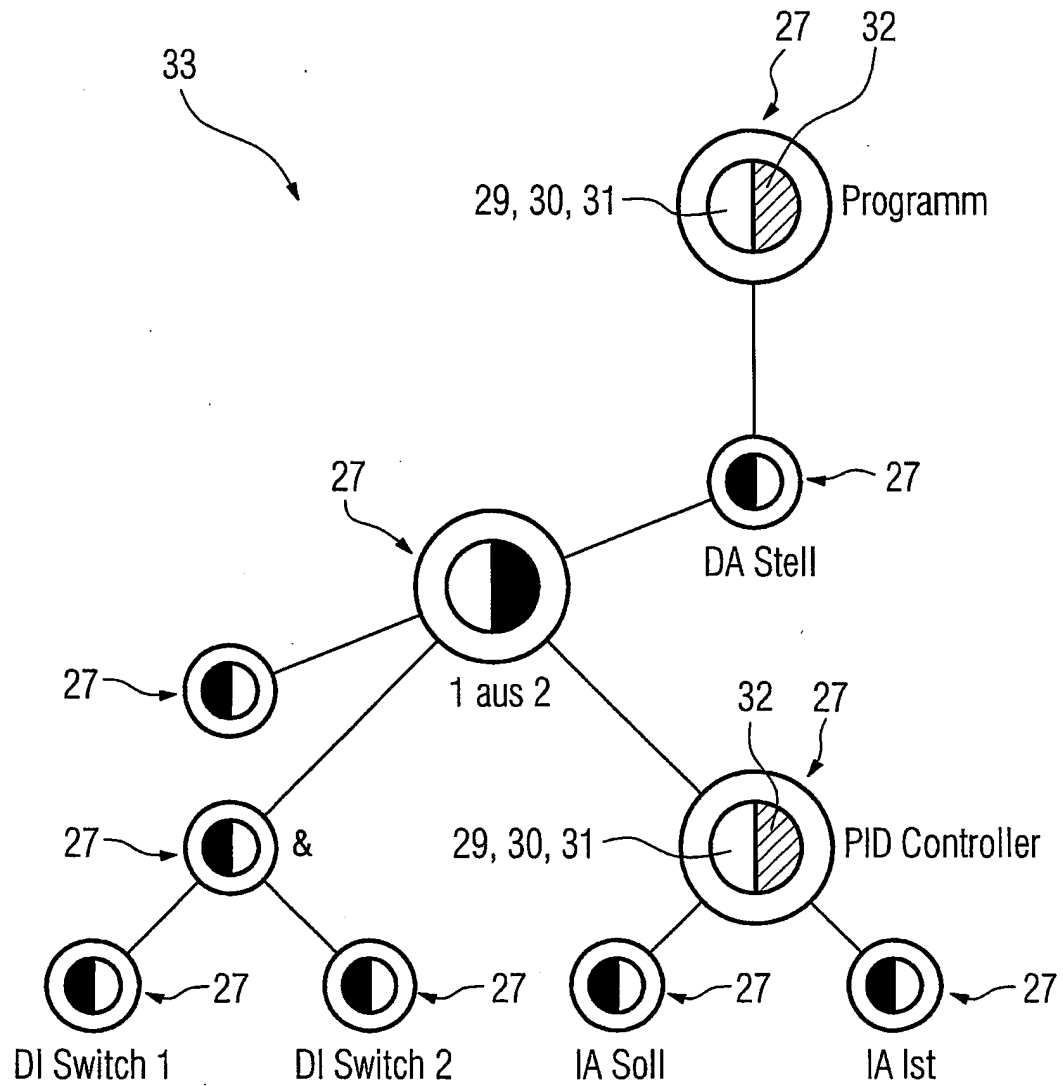 27
32
33
29, 30, 31
Programm
27
27
DA Stell
1 aus 2
27
32
27
27
&
29, 30, 31
PID Controller
27
27
27
27
DI Switch 1
DI Switch 2
IA Soll
IA Ist